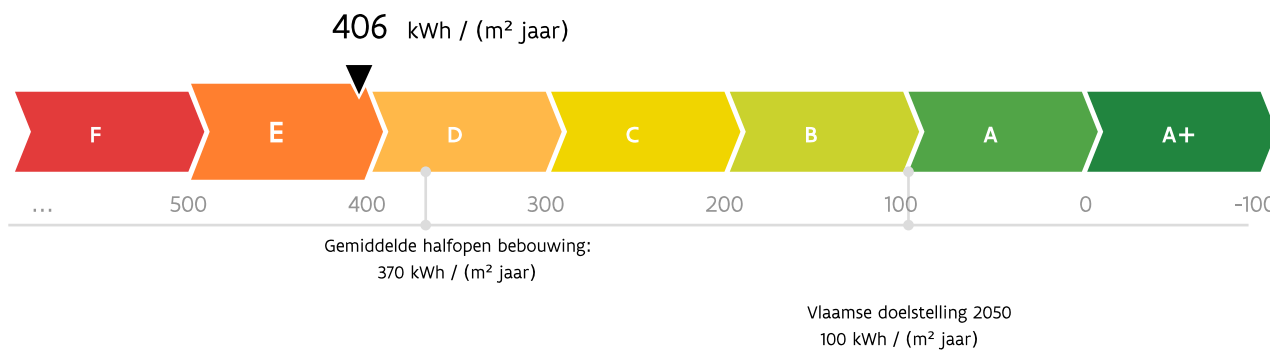 406 kWh / (m² jaar)
F E D C B A A+
... 500 400 300 200 100 0 -100
Gemiddelde halfopen bebouwing:
370 kWh / (m² jaar)
Vlaamse doelstelling 2050
100 kWh / (m² jaar)